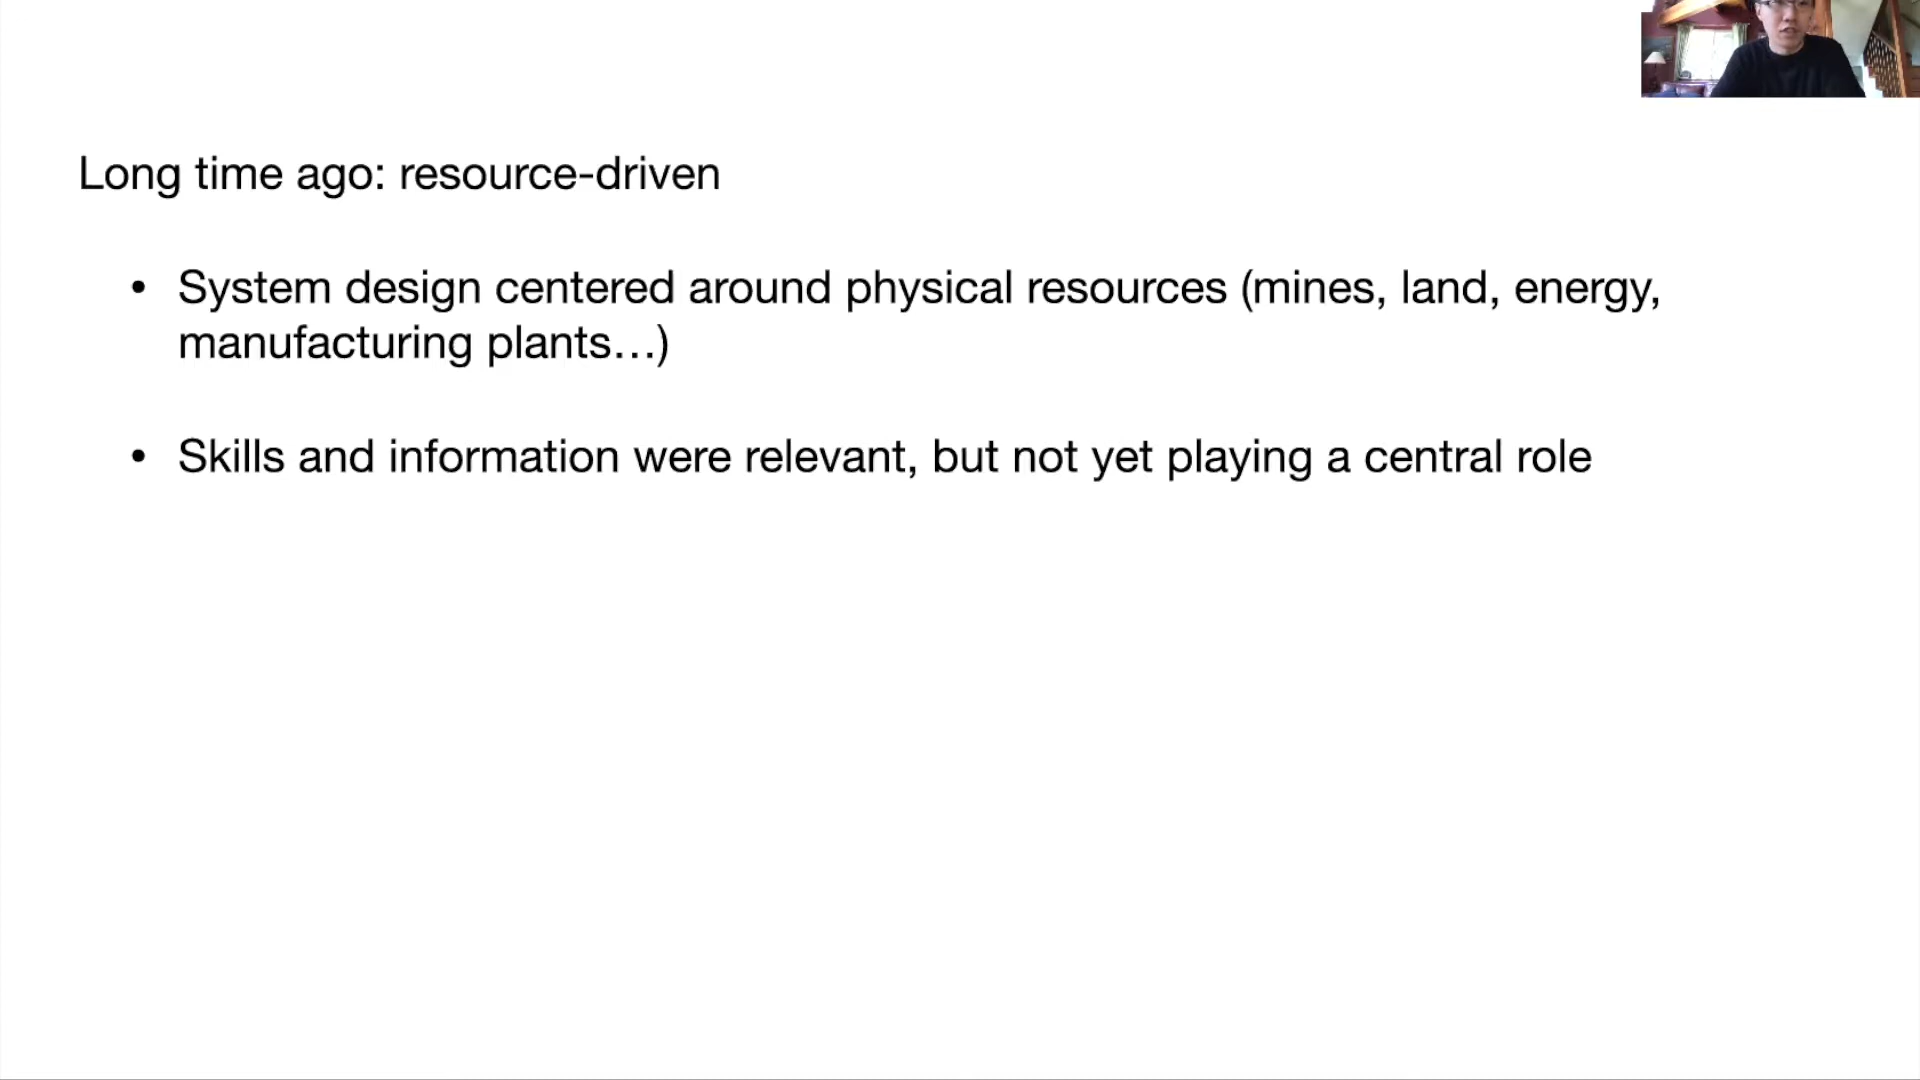 Long time ago: resource-driven
• System design centered around physical resources (mines, land, energy,
manufacturing plants…)
• Skills and information were relevant, but not yet playing a central role